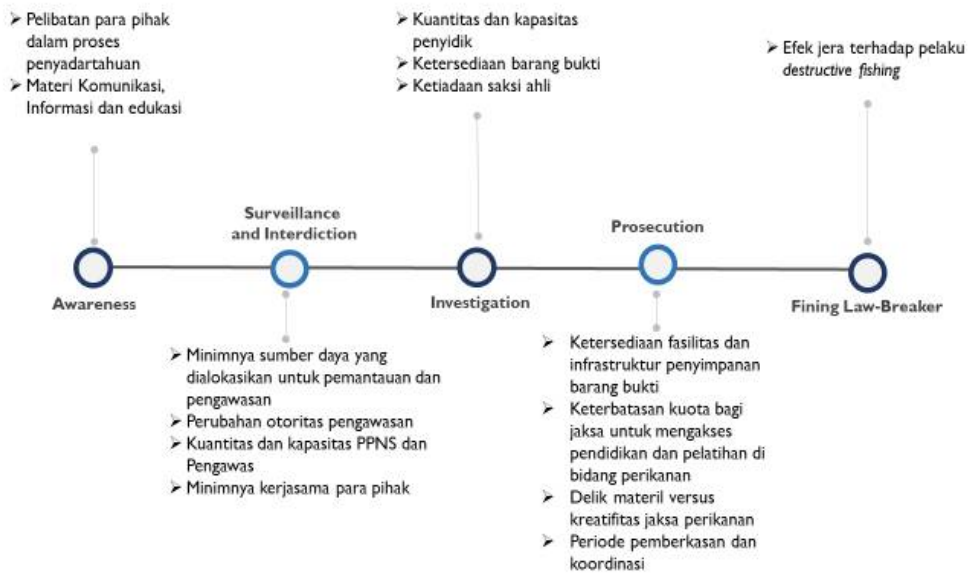 ➢ Pelibatan para pihak
dalam proses
penyadartahuan
➢ Materi Komunikasi,
Informasi dan edukasi
➢ Kuantitas dan kapasitas
penyidik
➢ Ketersediaan barang bukti
➢ Ketiadaan saksi ahli
➢ Efek jera terhadap pelaku
destructive fishing
Awareness
Surveillance
and Interdiction
Investigation
Prosecution
Fining Law-Breaker
➢ Minimnya sumber daya yang
dialokasikan untuk pemantauan dan
pengawasan
➢ Perubahan otoritas pengawasan
➢ Kuantitas dan kapasitas PPNS dan
Pengawas
➢ Minimnya kerjasama para pihak
➢ Ketersediaan fasilitas dan
infrastruktur penyimpanan
barang bukti
➢ Keterbatasan kuota bagi
jaksa untuk mengakses
pendidikan dan pelatihan di
bidang perikanan
➢ Delik materil versus
kreatifitas jaksa perikanan
➢ Periode pemberkasan dan
koordinasi